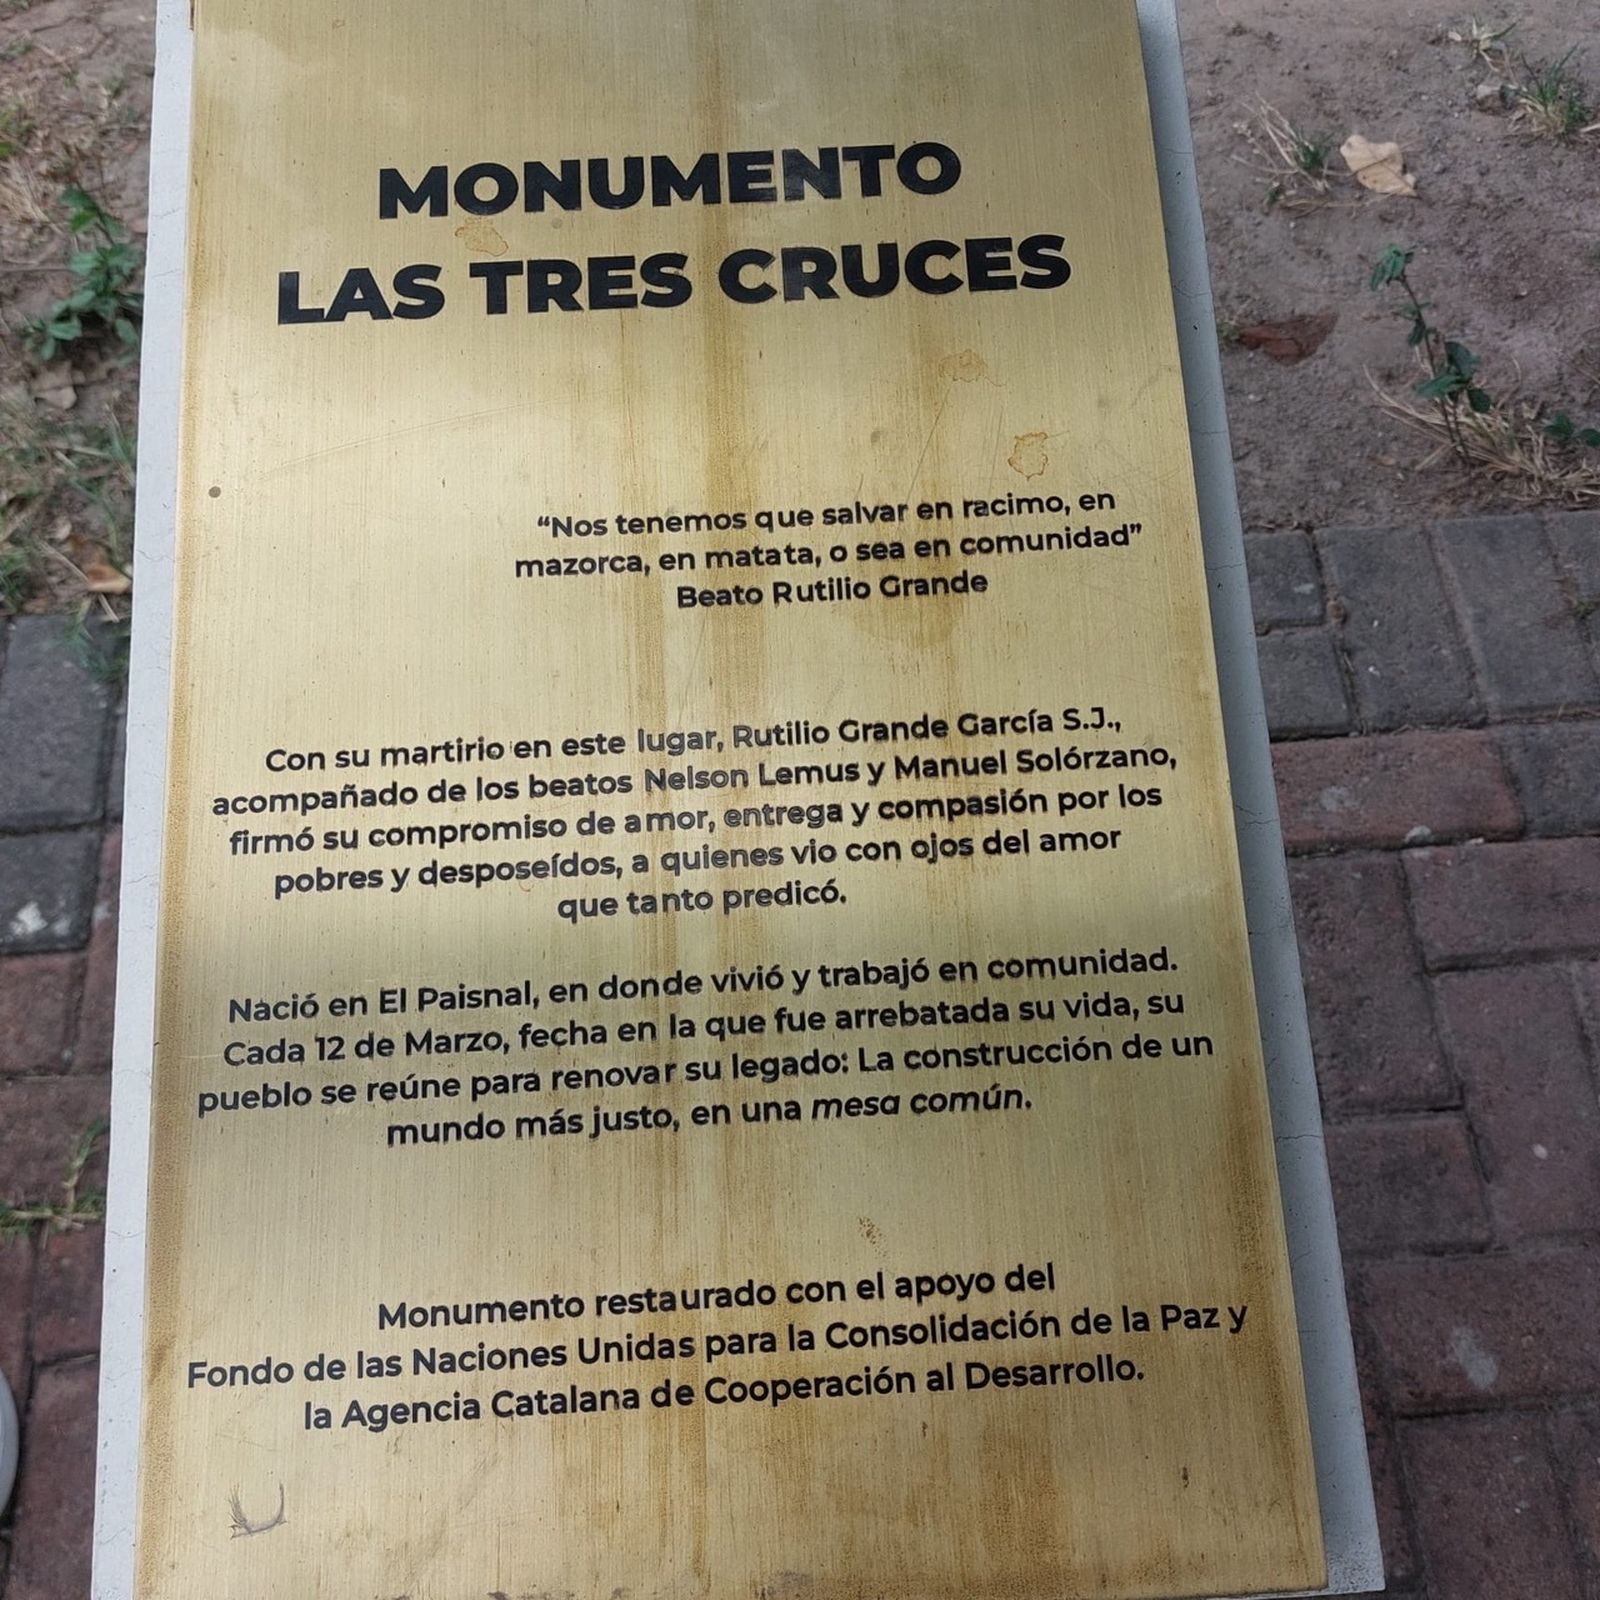 MONUMENTO
LAS TRES CRUCES
“Nos tenemos que salvar en racimo, en
mazorca, en matata, o sea en comunidad”
Beato Rutilio Grande
Con su martirio en este lugar, Rutilio Grande García S.J.,
acompañado de los beatos Nelson Lemus y Manuel Solórzano,
firmó su compromiso de amor, entrega y compasión por los
pobres y desposeídos, a quienes vio con ojos del amor
que tanto predicó.
Nació en El Paisnal, en donde vivió y trabajó en comunidad.
Cada 12 de Marzo, fecha en la que fue arrebatada su vida, su
pueblo se reúne para renovar su legado: La construcción de un
mundo más justo, en una mesa común.
Monumento restaurado con el apoyo del
Fondo de las Naciones Unidas para la Consolidación de la Paz y
la Agencia Catalana de Cooperación al Desarrollo.